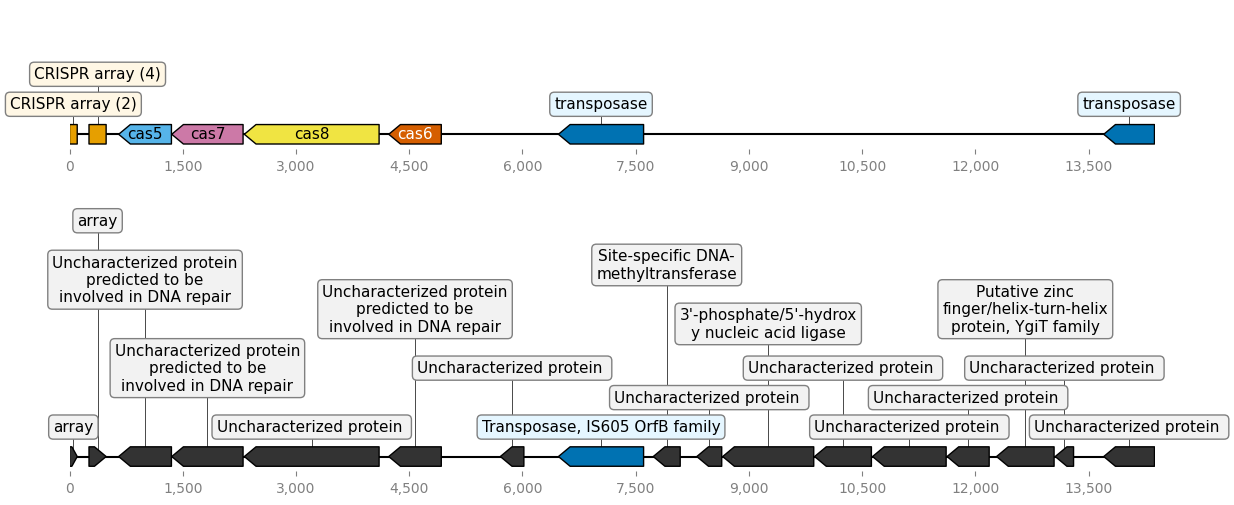 CRISPR array (4)
CRISPR array (2)
transposase
transposase
cas5
cas7
cas8
cas6
0
1,500
3,000
4,500
6,000
7,500
9,000
10,500
12,000
13,500
array
Uncharacterized protein
predicted to be
involved in DNA repair
Site-specific DNA-
methyltransferase
Uncharacterized protein
predicted to be
involved in DNA repair
Putative zinc
finger/helix-turn-helix
protein, YgiT family
3'-phosphate/5'-hydrox
y nucleic acid ligase
Uncharacterized protein
predicted to be
involved in DNA repair
Uncharacterized protein
Uncharacterized protein
Uncharacterized protein
Uncharacterized protein
Uncharacterized protein
array
Uncharacterized protein
Transposase, IS605 OrfB family
Uncharacterized protein
Uncharacterized protein
0
1,500
3,000
4,500
6,000
7,500
9,000
10,500
12,000
13,500